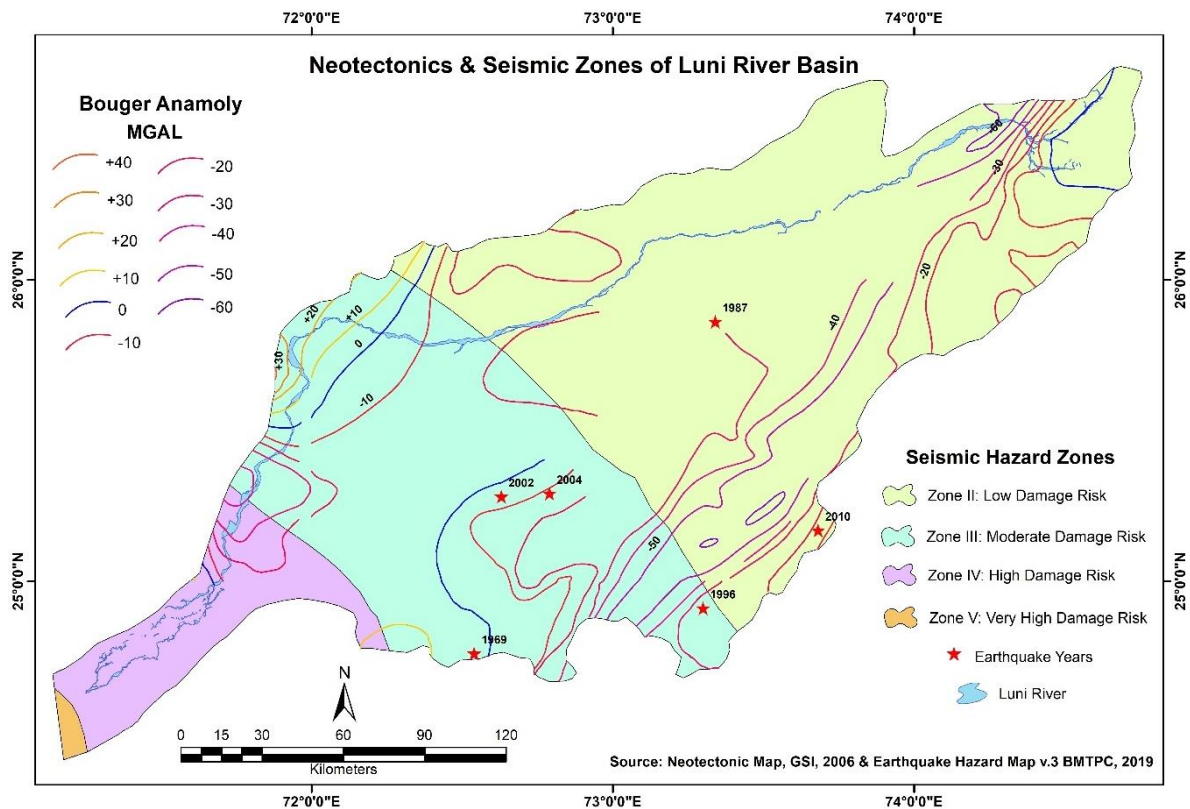 72°0'0"E 73°0'0"E 74°0'0"E
Neotectonics & Seismic Zones of Luni River Basin
Bouger Anamoly
MGAL
+40 -20
+30 -30
+20 -40
+10 -50
0 -60
-10
26°0'0"N
25°0'0"N
26°0'0"N
25°0'0"N
-60
-30
-20
-40
+20
+10
0
+30
-10
-50
1987
2002
2004
2010
1996
1969
Seismic Hazard Zones
Zone II: Low Damage Risk
Zone III: Moderate Damage Risk
Zone IV: High Damage Risk
Zone V: Very High Damage Risk
Earthquake Years
Luni River
N
0 15 30 60 90 120
Kilometers
Source: Neotectonic Map, GSI, 2006 & Earthquake Hazard Map v.3 BMTPC, 2019
72°0'0"E 73°0'0"E 74°0'0"E